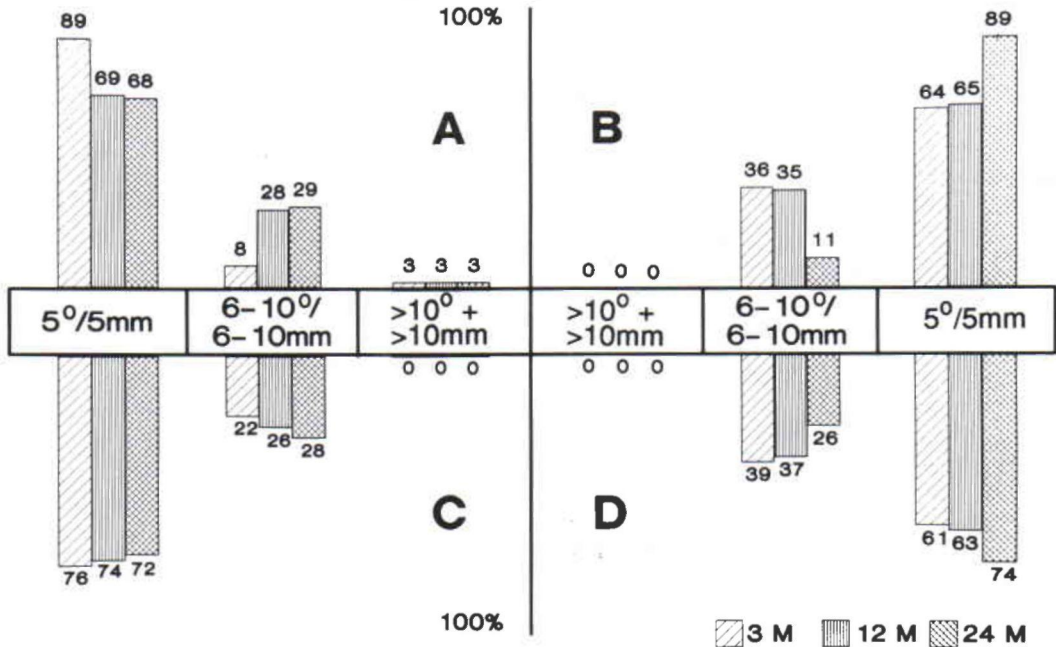 89 100% 89
69 68 64 65
A B
36 35
28 29
8 11
3 3 3 0 0 0
5⁰/5mm 6–10⁰/ 6–10mm >10⁰ + >10mm >10⁰ + >10mm 6–10⁰/ 6–10mm 5⁰/5mm
0 0 0 0 0 0
22 26 28 26
39 37
C D
61 63
76 74 72 74
100%
3 M 12 M 24 M